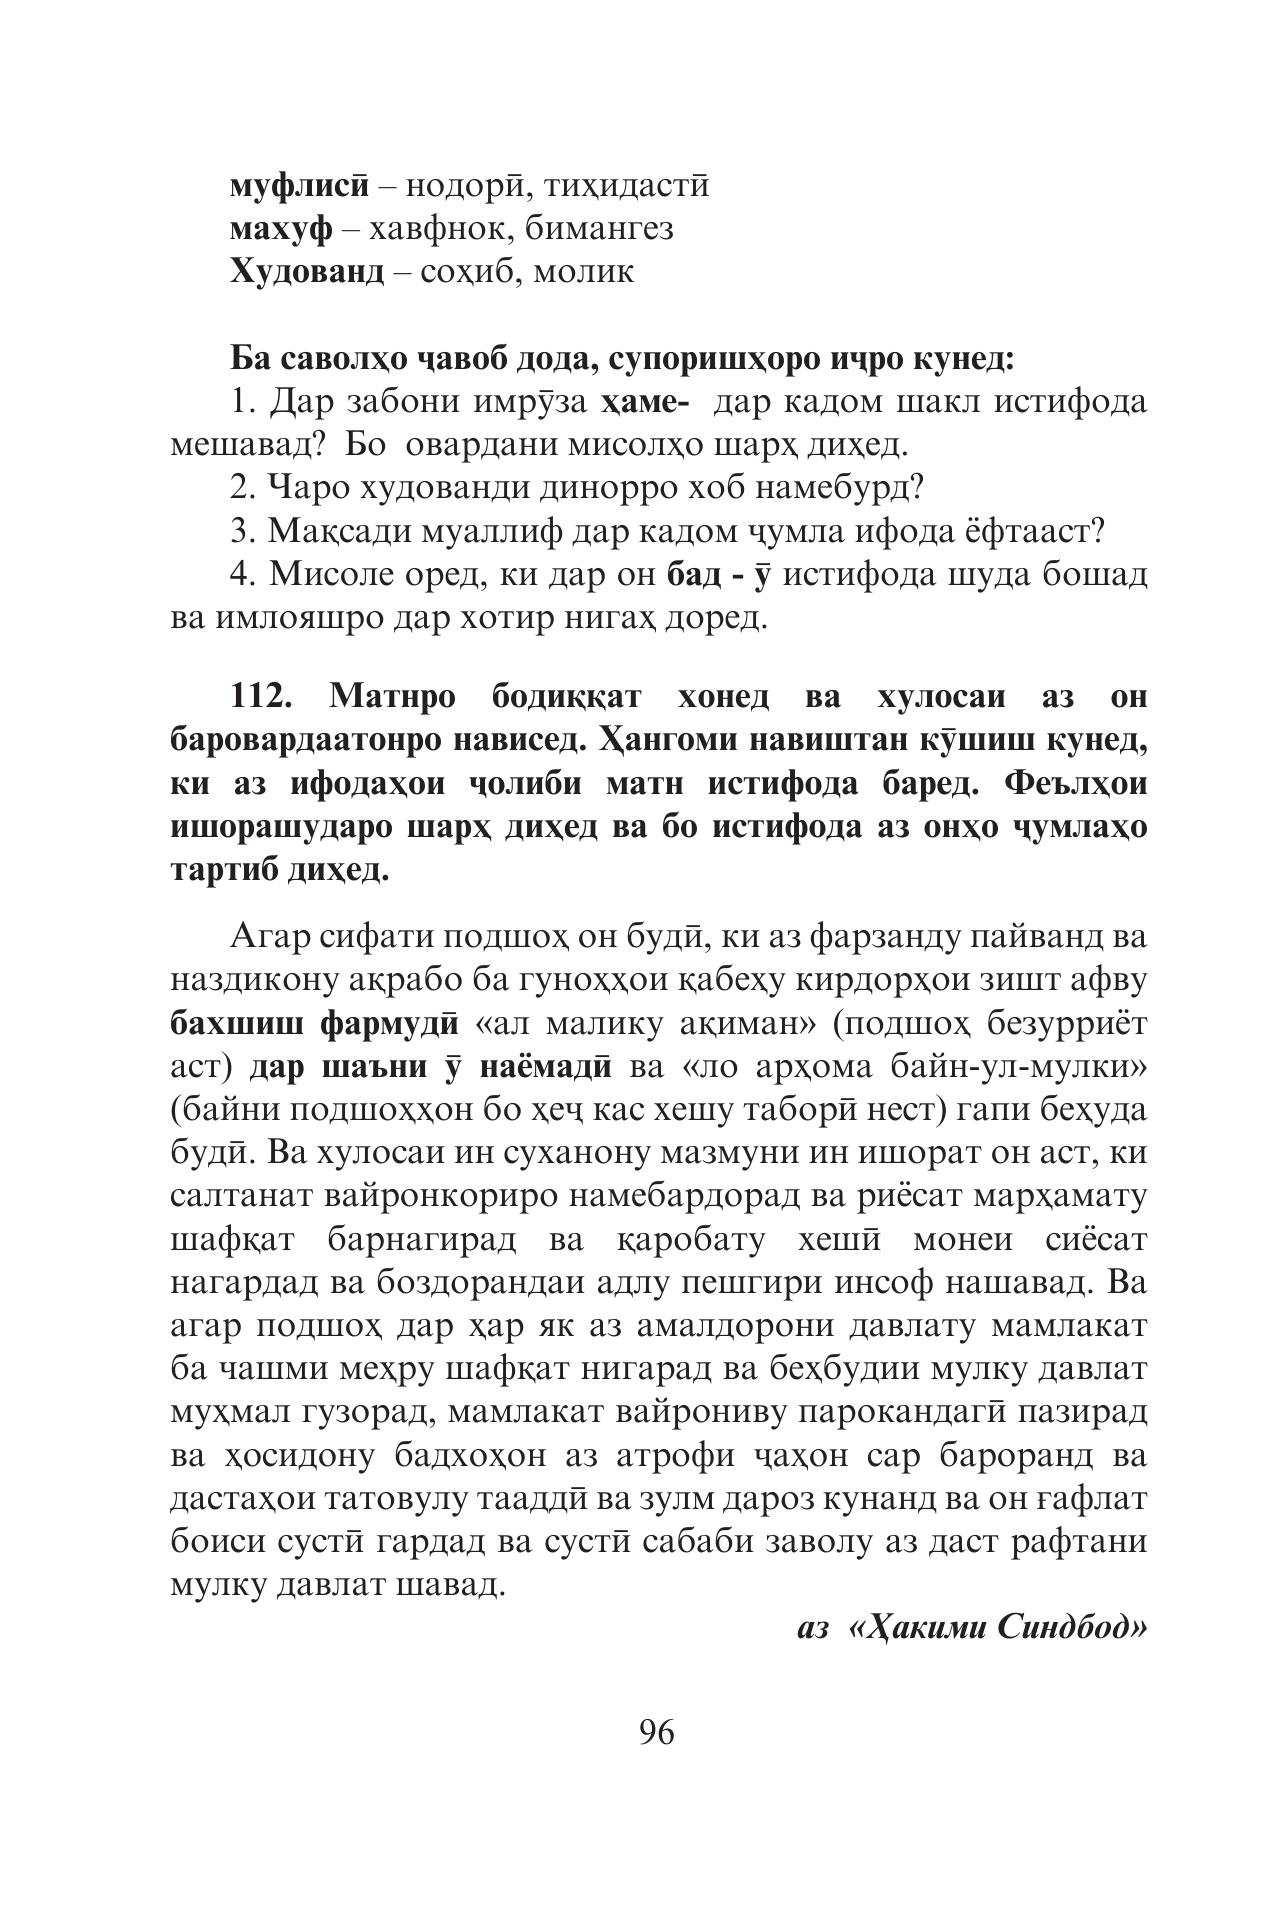 муфлисӣ – нодорӣ, тиҳидастӣ
махуф – хавфнок, бимангез
Худованд – соҳиб, молик
Ба саволҳо ҷавоб дода, супоришҳоро иҷро кунед:
1. Дар забони имрӯза ҳаме- дар кадом шакл истифода
мешавад? Бо овардани мисолҳо шарҳ диҳед.
2. Чаро худованди динорро хоб намебурд?
3. Мақсади муаллиф дар кадом ҷумла ифода ёфтааст?
4. Мисоле оред, ки дар он бад - ӯ истифода шуда бошад
ва имлояшро дар хотир нигаҳ доред.
112. Матнро бодиққат хонед ва хулосаи аз он
баровардаатонро нависед. Ҳангоми навиштан кӯшиш кунед,
ки аз ифодаҳои ҷолиби матн истифода баред. Феълҳои
ишорашударо шарҳ диҳед ва бо истифода аз онҳо ҷумлаҳо
тартиб диҳед.
Агар сифати подшоҳ он будӣ, ки аз фарзанду пайванд ва
наздикону ақрабо ба гуноҳҳои қабеҳу кирдорҳои зишт афву
бахшиш фармудӣ «ал малику ақиман» (подшоҳ безурриёт
аст) дар шаъни ӯ наёмадӣ ва «ло арҳома байн-ул-мулки»
(байни подшоҳҳон бо ҳеҷ кас хешу таборӣ нест) гапи беҳуда
будӣ. Ва хулосаи ин суханону мазмуни ин ишорат он аст, ки
салтанат вайронкориро намебардорад ва риёсат марҳамату
шафқат барнагирад ва қаробату хешӣ монеи сиёсат
нагардад ва боздорандаи адлу пешгири инсоф нашавад. Ва
агар подшоҳ дар ҳар як аз амалдорони давлату мамлакат
ба чашми меҳру шафқат нигарад ва беҳбудии мулку давлат
муҳмал гузорад, мамлакат вайрониву парокандагӣ пазирад
ва ҳосидону бадхоҳон аз атрофи ҷаҳон сар бароранд ва
дастаҳои татовулу тааддӣ ва зулм дароз кунанд ва он ғафлат
боиси сустӣ гардад ва сустӣ сабаби заволу аз даст рафтани
мулку давлат шавад.
аз «Ҳакими Синдбод»
96